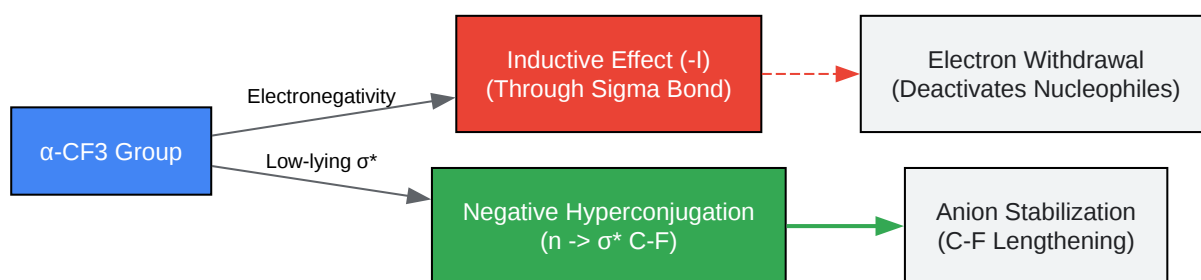 α-CF3 Group
Electronegativity
Low-lying σ*
Inductive Effect (-I)
(Through Sigma Bond)
Electron Withdrawal
(Deactivates Nucleophiles)
Negative Hyperconjugation
(n -> σ* C-F)
Anion Stabilization
(C-F Lengthening)